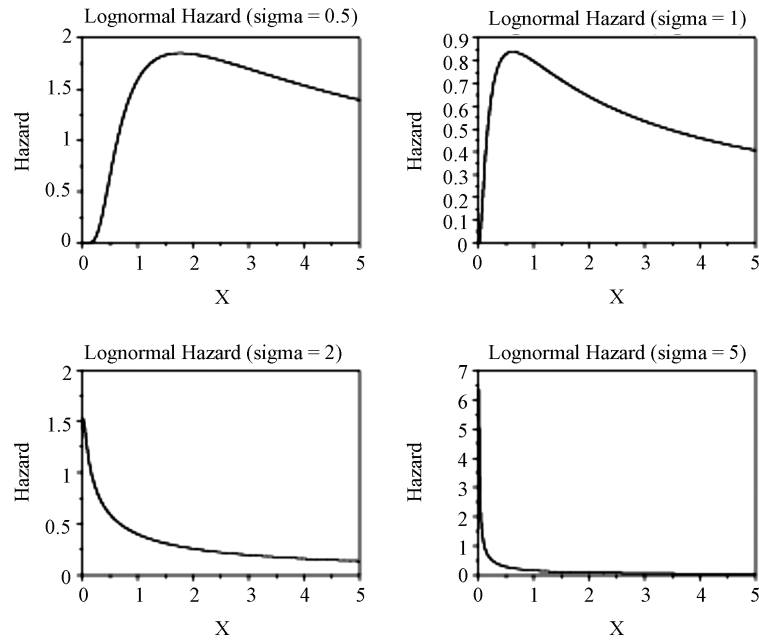 Lognormal Hazard (sigma = 0.5)
2
1.5
1
0.5
0
Hazard
0 1 2 3 4 5
X
Lognormal Hazard (sigma = 1)
0.9
0.8
0.7
0.6
0.5
0.4
0.3
0.2
0.1
0
Hazard
0 1 2 3 4 5
X
Lognormal Hazard (sigma = 2)
2
1.5
1
0.5
0
Hazard
0 1 2 3 4 5
X
Lognormal Hazard (sigma = 5)
7
6
5
4
3
2
1
0
Hazard
0 1 2 3 4 5
X